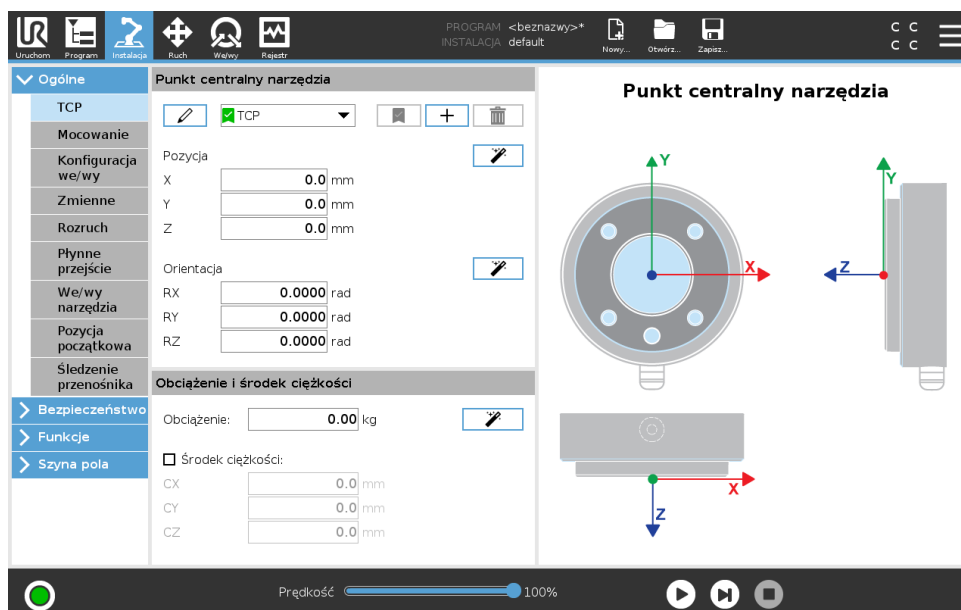 UR
PROGRAM <beznazwy>*
INSTALACJA default
C C
C C
Uruchom Program Instalacja Ruch We/wy Rejestr
Nowy... Otwórz... Zapisz...
Ogólne
TCP
Mocowanie
Konfiguracja
we/wy
Zmienne
Rozruch
Płynne
przejście
We/wy
narzędzia
Pozycja
początkowa
Śledzenie
przenośnika
Bezpieczeństwo
Funkcje
Szyna pola
Punkt centralny narzędzia
TCP
Pozycja
X 0.0 mm
Y 0.0 mm
Z 0.0 mm
Orientacja
RX 0.0000 rad
RY 0.0000 rad
RZ 0.0000 rad
Obciążenie i środek ciężkości
Obciążenie: 0.00 kg
Środek ciężkości:
CX 0.0 mm
CY 0.0 mm
CZ 0.0 mm
Punkt centralny narzędzia
Y
X
Y
Z
X
Z
Prędkość 100%